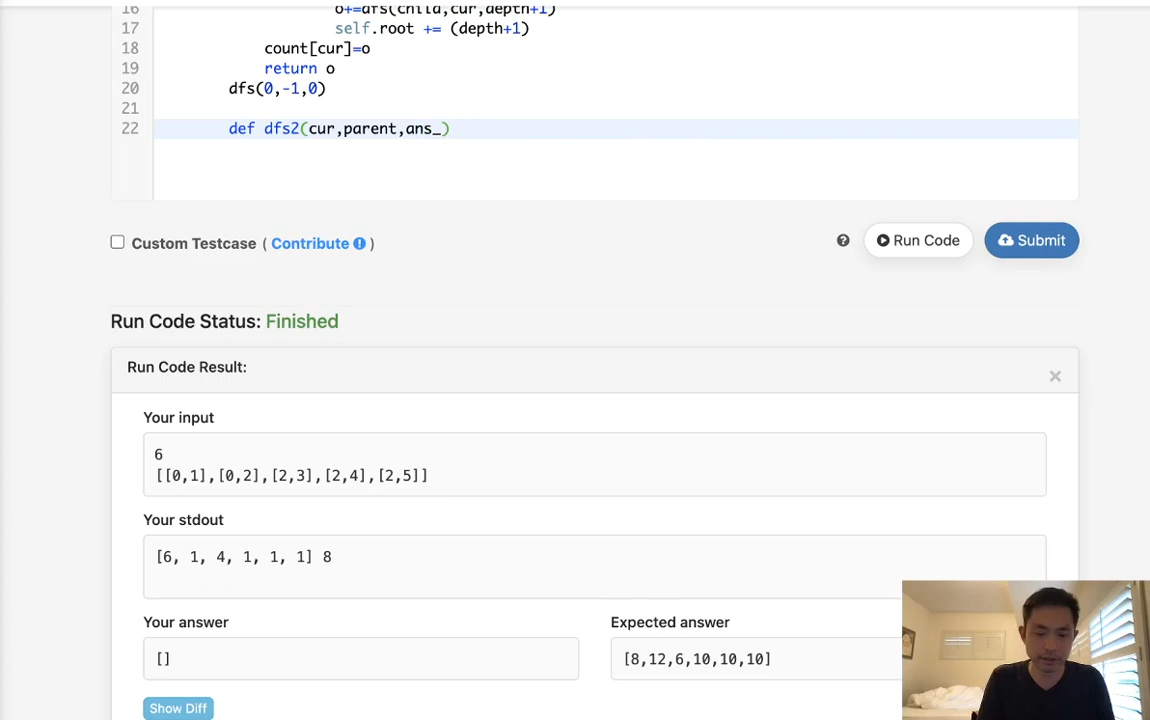 16 o+=dfs(child,cur,depth+1)
17 self.root += (depth+1)
18 count[cur]=o
19 return o
20 dfs(0,-1,0)
21
22 def dfs2(cur,parent,ans_)
Custom Testcase ( Contribute )
Run Code
Submit
Run Code Status: Finished
Run Code Result:
×
Your input
6
[[0,1],[0,2],[2,3],[2,4],[2,5]]
Your stdout
[6, 1, 4, 1, 1, 1] 8
Your answer
[]
Expected answer
[8,12,6,10,10,10]
Show Diff